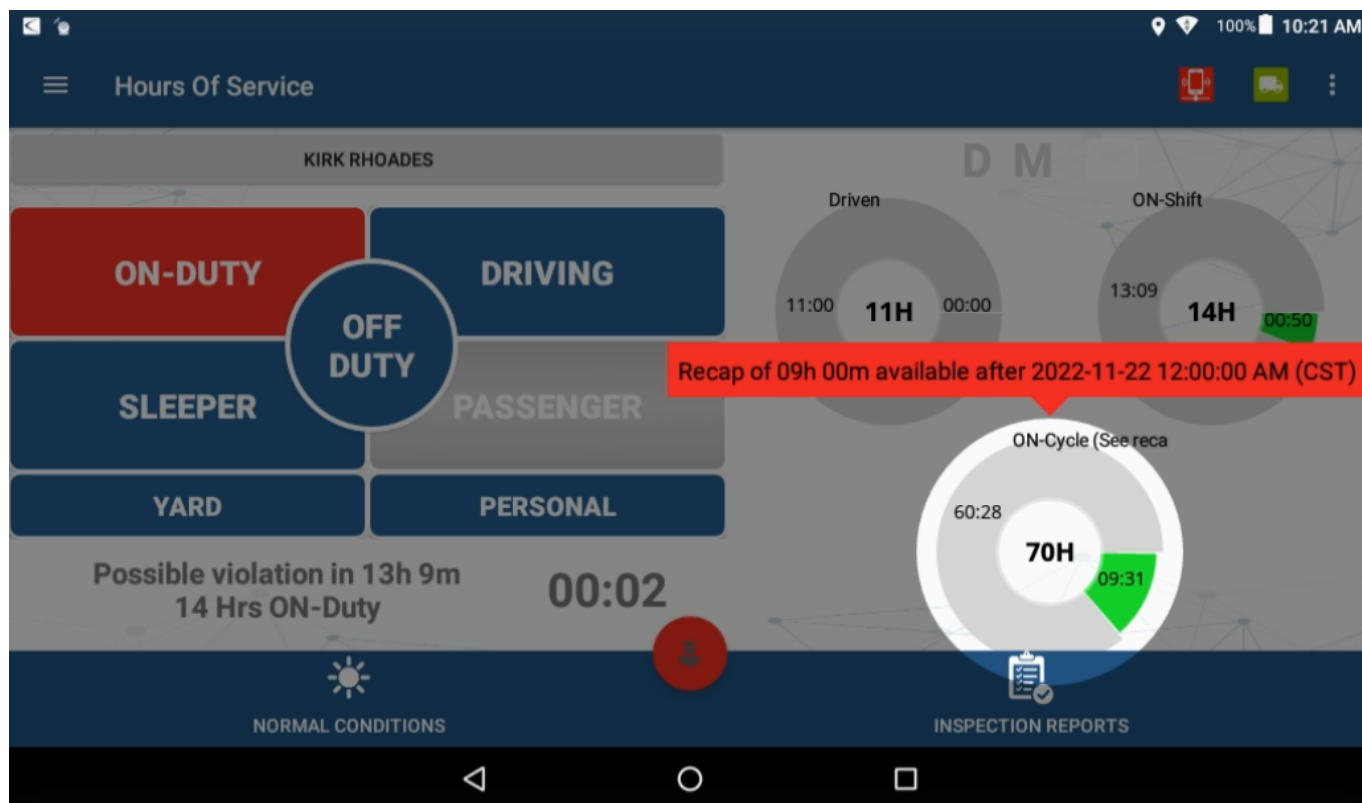 100% 10:21 AM
Hours Of Service
KIRK RHOADES
D M
ON-DUTY
DRIVING
OFF
DUTY
SLEEPER
PASSENGER
YARD
PERSONAL
Possible violation in 13h 9m
14 Hrs ON-Duty
00:02
Driven
11:00
11H
00:00
ON-Shift
13:09
14H
00:50
Recap of 09h 00m available after 2022-11-22 12:00:00 AM (CST)
ON-Cycle (See reca
60:28
70H
09:31
NORMAL CONDITIONS
INSPECTION REPORTS